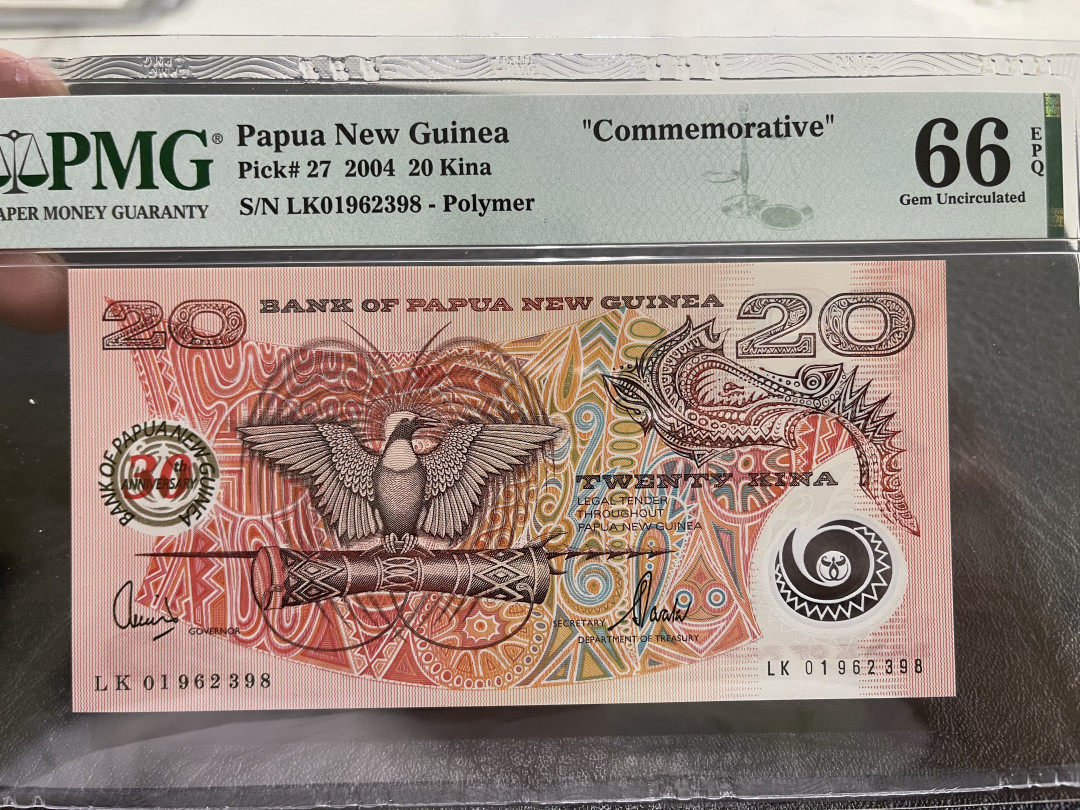 PMG®
APER MONEY GUARANTY
Papua New Guinea
Pick# 27 2004 20 Kina
S/N LK01962398 - Polymer
"Commemorative"
66
EPQ
Gem Uncirculated
20
BANK OF PAPUA NEW GUINEA
20
BANK OF PAPUA NEW GUINEA
30th
ANNIVERSARY
TWENTY KINA
LEGAL TENDER
THROUGHOUT
PAPUA NEW GUINEA
GOVERNOR
SECRETARY
DEPARTMENT OF TREASURY
LK 01962398
LK 01962398